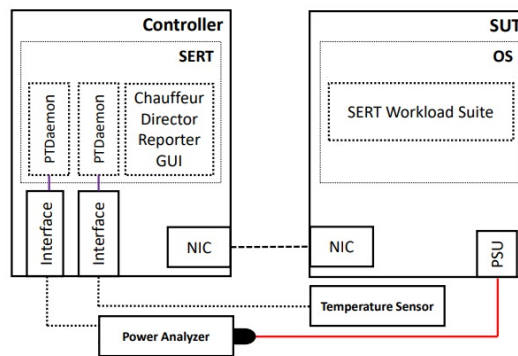 Controller
SERT
PTDaemon
PTDaemon
Chauffeur
Director
Reporter
GUI
Interface
Interface
NIC
SUT
OS
SERT Workload Suite
NIC
PSU
Temperature Sensor
Power Analyzer